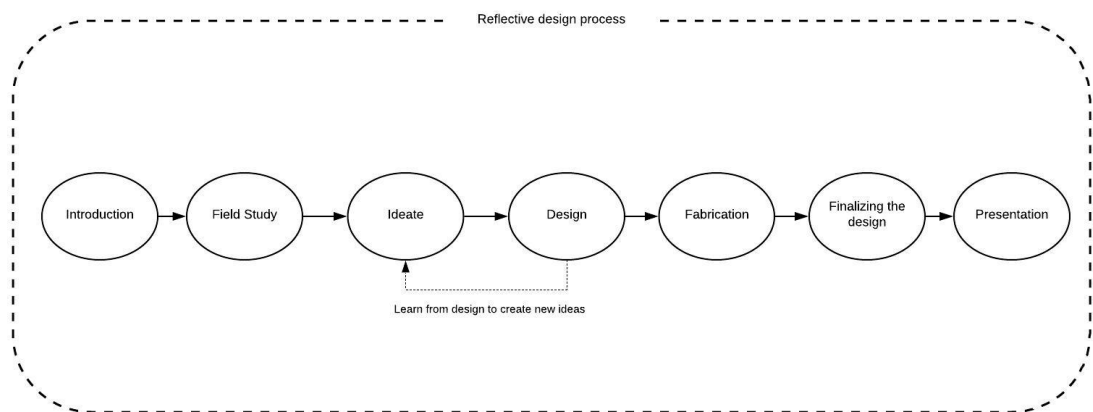 Reflective design process
Introduction
Field Study
Ideate
Design
Fabrication
Finalizing the
design
Presentation
Learn from design to create new ideas